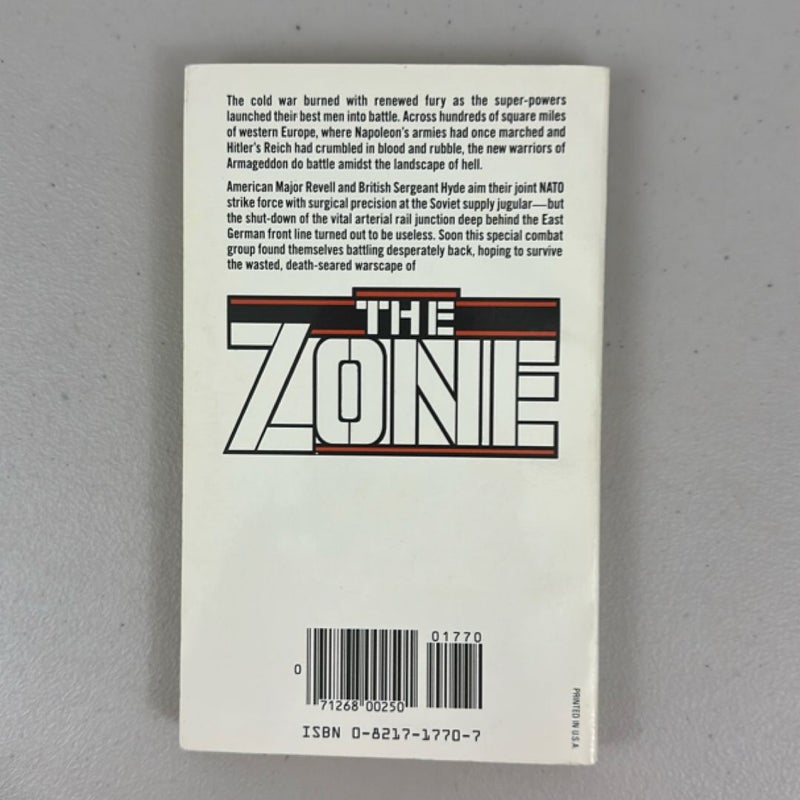 The cold war burned with renewed fury as the super-powers
launched their best men into battle. Across hundreds of square miles
of western Europe, where Napoleon's armies had once marched and
Hitler's Reich had crumbled in blood and rubble, the new warriors of
Armageddon do battle amidst the landscape of hell.
American Major Revell and British Sergeant Hyde aim their joint NATO
strike force with surgical precision at the Soviet supply jugular—but
the shut-down of the vital arterial rail junction deep behind the East
German front line turned out to be useless. Soon this special combat
group found themselves battling desperately back, hoping to survive
the wasted, death-seared warscape of
THE
ZONE
01770
0
71268 00250
ISBN 0-8217-1770-7
PRINTED IN U.S.A.